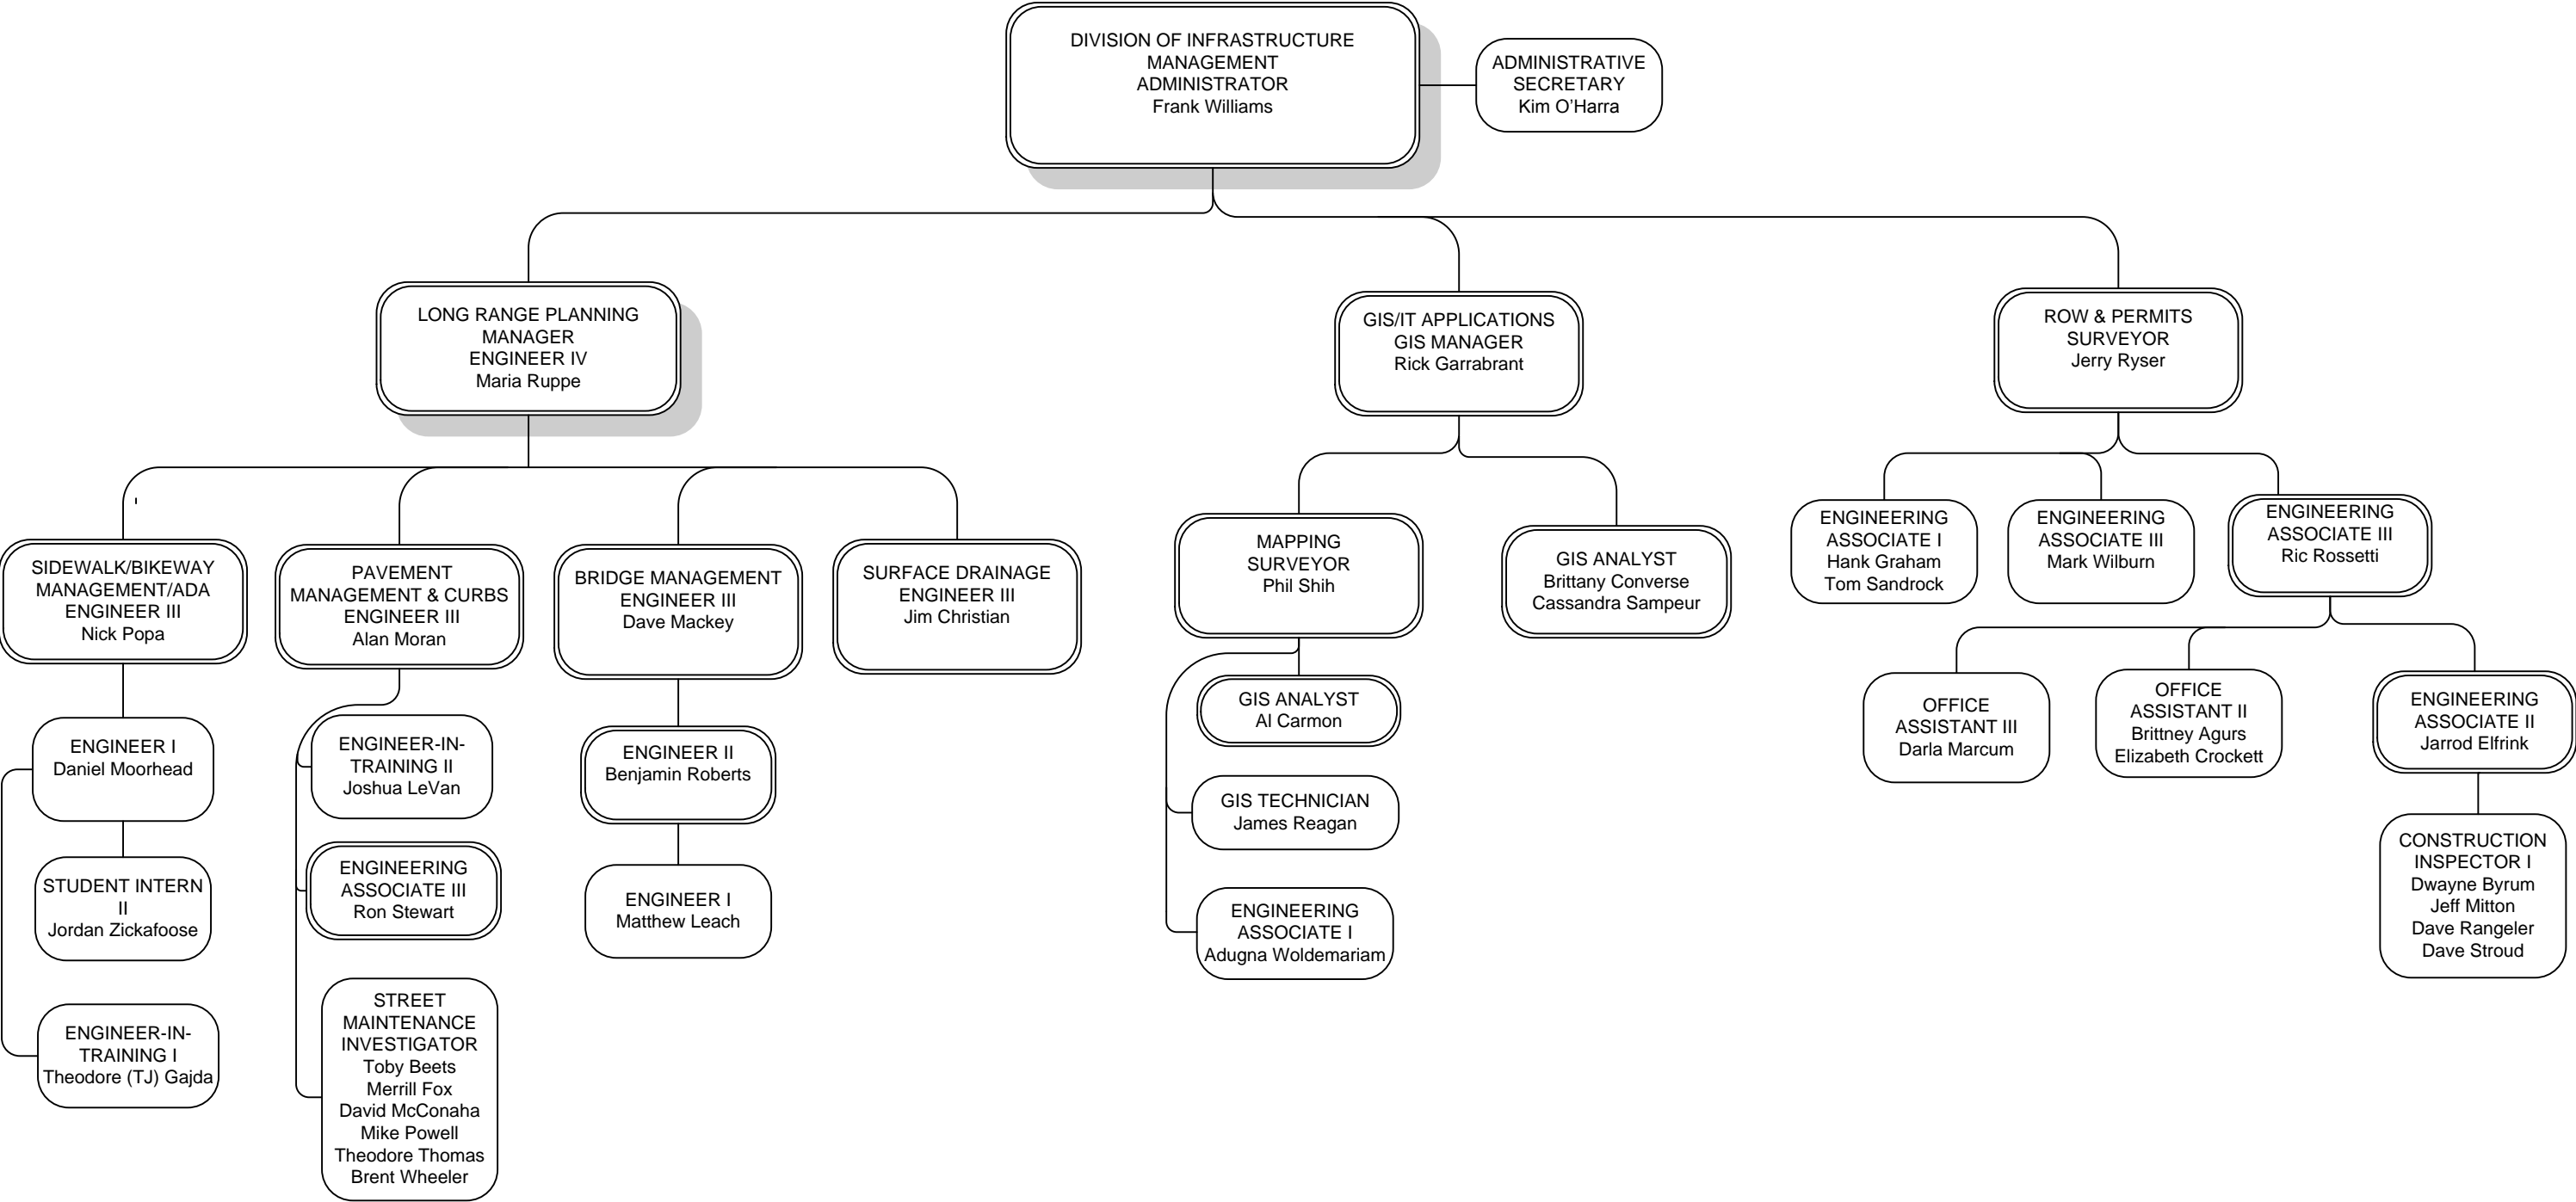 DIVISION OF INFRASTRUCTURE
MANAGEMENT
ADMINISTRATOR
Frank Williams
ADMINISTRATIVE
SECRETARY
Kim O’Harra
LONG RANGE PLANNING
MANAGER
ENGINEER IV
Maria Ruppe
GIS/IT APPLICATIONS
GIS MANAGER
Rick Garrabrant
ROW & PERMITS
SURVEYOR
Jerry Ryser
SIDEWALK/BIKEWAY
MANAGEMENT/ADA
ENGINEER III
Nick Popa
PAVEMENT
MANAGEMENT & CURBS
ENGINEER III
Alan Moran
BRIDGE MANAGEMENT
ENGINEER III
Dave Mackey
SURFACE DRAINAGE
ENGINEER III
Jim Christian
MAPPING
SURVEYOR
Phil Shih
GIS ANALYST
Brittany Converse
Cassandra Sampeur
ENGINEERING
ASSOCIATE I
Hank Graham
Tom Sandrock
ENGINEERING
ASSOCIATE III
Mark Wilburn
ENGINEERING
ASSOCIATE III
Ric Rossetti
ENGINEER I
Daniel Moorhead
STUDENT INTERN
II
Jordan Zickafoose
ENGINEER-IN-
TRAINING I
Theodore (TJ) Gajda
ENGINEER-IN-
TRAINING II
Joshua LeVan
ENGINEERING
ASSOCIATE III
Ron Stewart
STREET
MAINTENANCE
INVESTIGATOR
Toby Beets
Merrill Fox
David McConaha
Mike Powell
Theodore Thomas
Brent Wheeler
ENGINEER II
Benjamin Roberts
ENGINEER I
Matthew Leach
GIS ANALYST
Al Carmon
GIS TECHNICIAN
James Reagan
ENGINEERING
ASSOCIATE I
Adugna Woldemariam
OFFICE
ASSISTANT III
Darla Marcum
OFFICE
ASSISTANT II
Brittney Agurs
Elizabeth Crockett
ENGINEERING
ASSOCIATE II
Jarrod Elfrink
CONSTRUCTION
INSPECTOR I
Dwayne Byrum
Jeff Mitton
Dave Rangeler
Dave Stroud